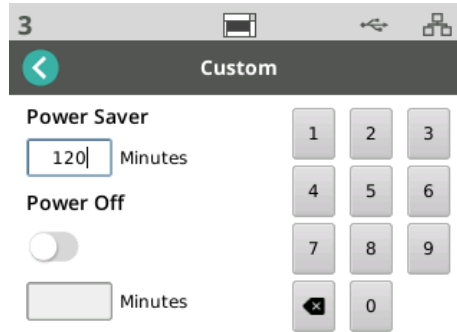 3
Custom
Power Saver
120 Minutes
Power Off
Minutes
1 2 3
4 5 6
7 8 9
0